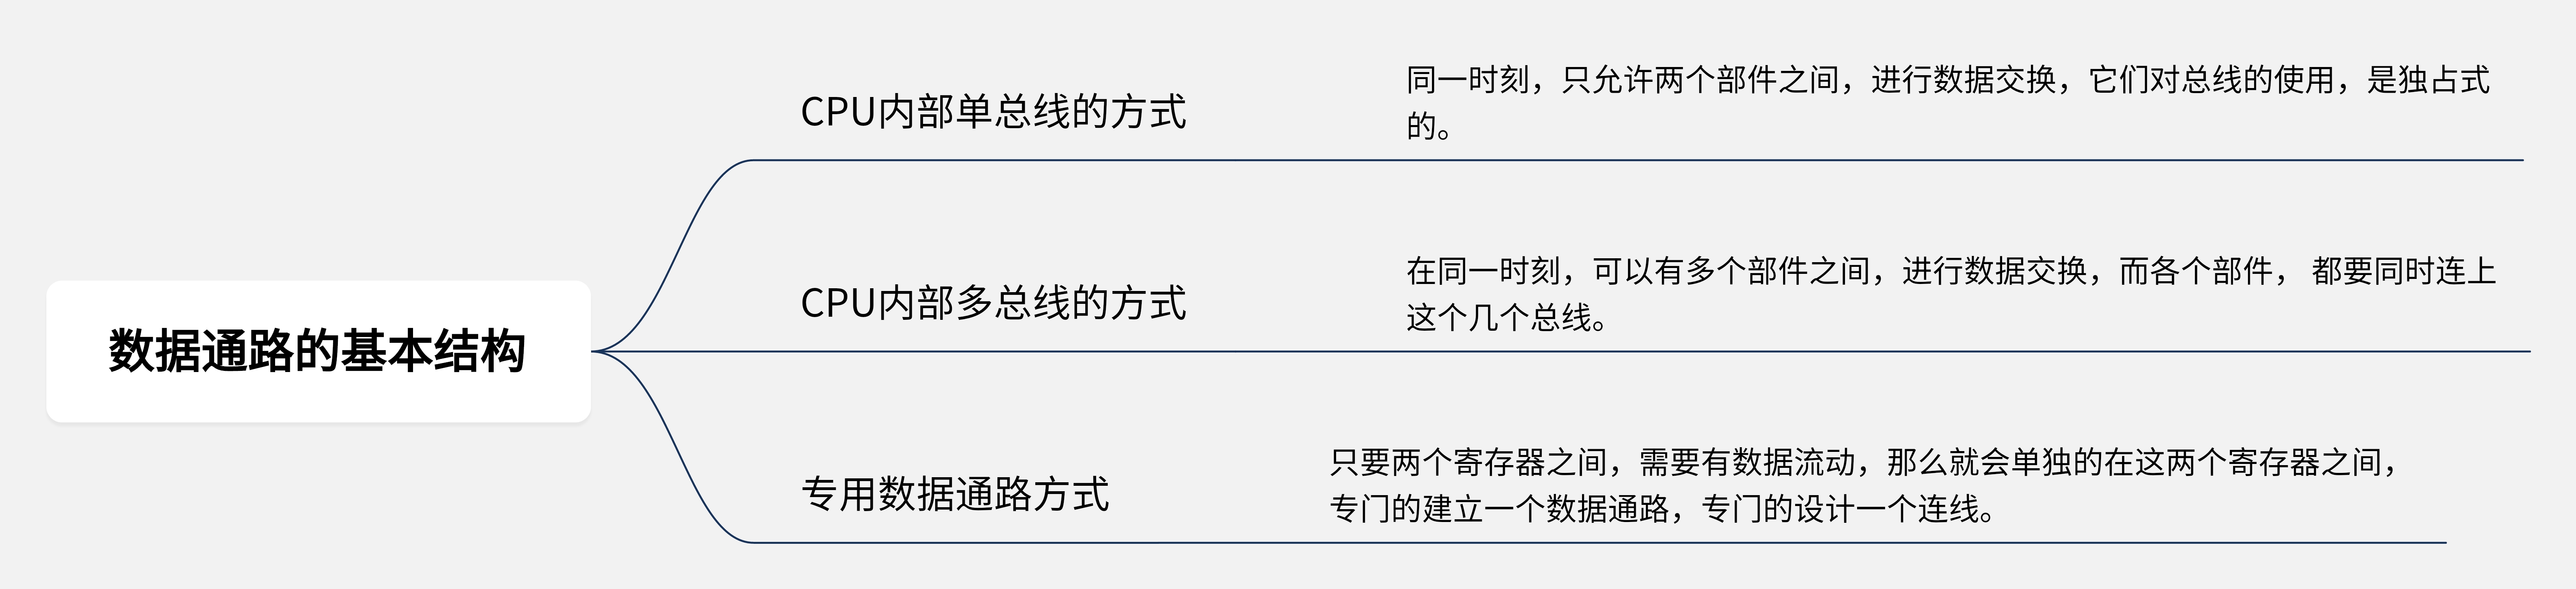 数据通路的基本结构
CPU内部单总线的方式
同一时刻，只允许两个部件之间，进行数据交换，它们对总线的使用，是独占式
的。
CPU内部多总线的方式
在同一时刻，可以有多个部件之间，进行数据交换，而各个部件， 都要同时连上
这个几个总线。
专用数据通路方式
只要两个寄存器之间，需要有数据流动，那么就会单独的在这两个寄存器之间，
专门的建立一个数据通路，专门的设计一个连线。